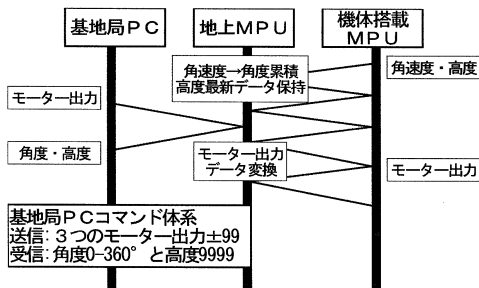 基地局ＰＣ
地上ＭＰＵ
機体搭載
ＭＰＵ
角速度→角度累積
高度最新データ保持
角速度・高度
モーター出力
角度・高度
モーター出力
データ変換
モーター出力
基地局ＰＣコマンド体系
送信：３つのモーター出力±99
受信：角度0-360°と高度9999